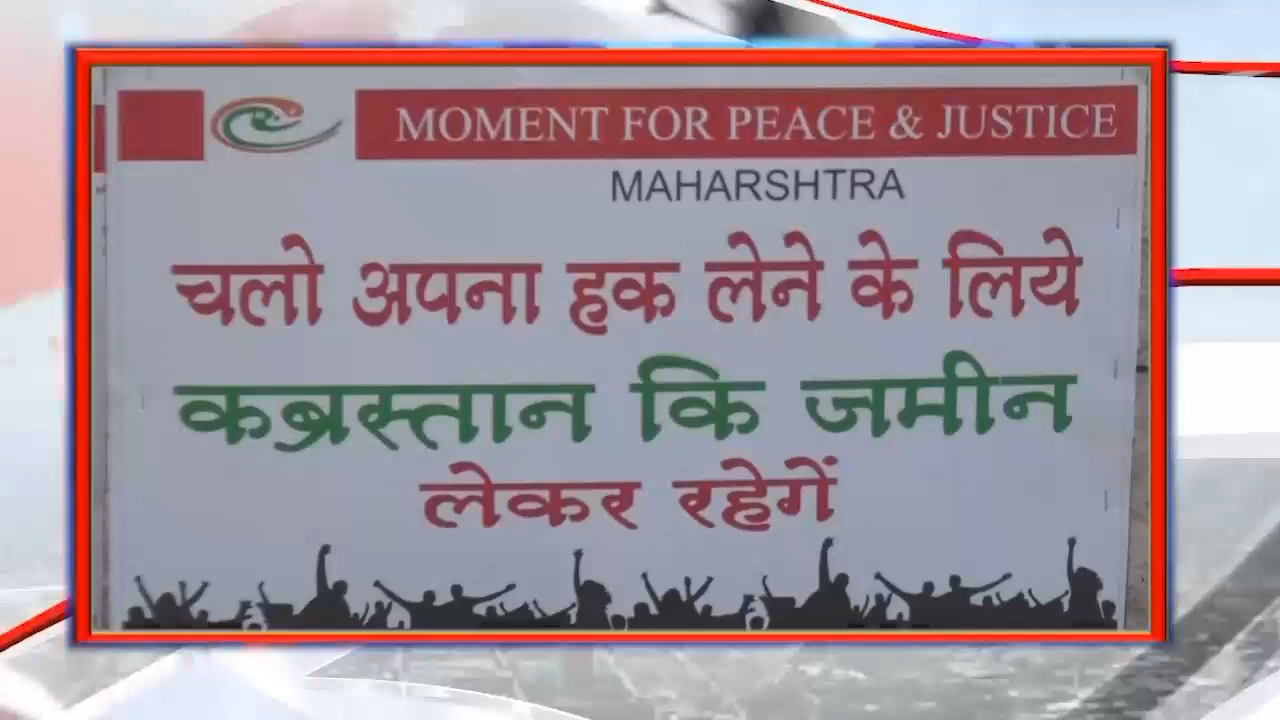 MOMENT FOR PEACE & JUSTICE
MAHARSHTRA
चलो अपना हक लेने के लिये
कब्रस्तान कि जमीन
लेकर रहेगें